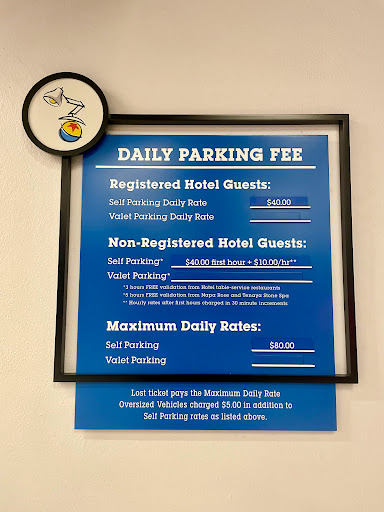 DAILY PARKING FEE
Registered Hotel Guests:
Self Parking Daily Rate $40.00
Valet Parking Daily Rate
Non-Registered Hotel Guests:
Self Parking* $40.00 first hour + $10.00/hr**
Valet Parking*
*3 hours FREE validation from Hotel table-service restaurants
*5 hours FREE validation from Napa Rose and Tenaya Stone Spa
** Hourly rates after first hours charged in 30 minute increments
Maximum Daily Rates:
Self Parking $80.00
Valet Parking
Lost ticket pays the Maximum Daily Rate
Oversized Vehicles charged $5.00 in addition to
Self Parking rates as listed above.